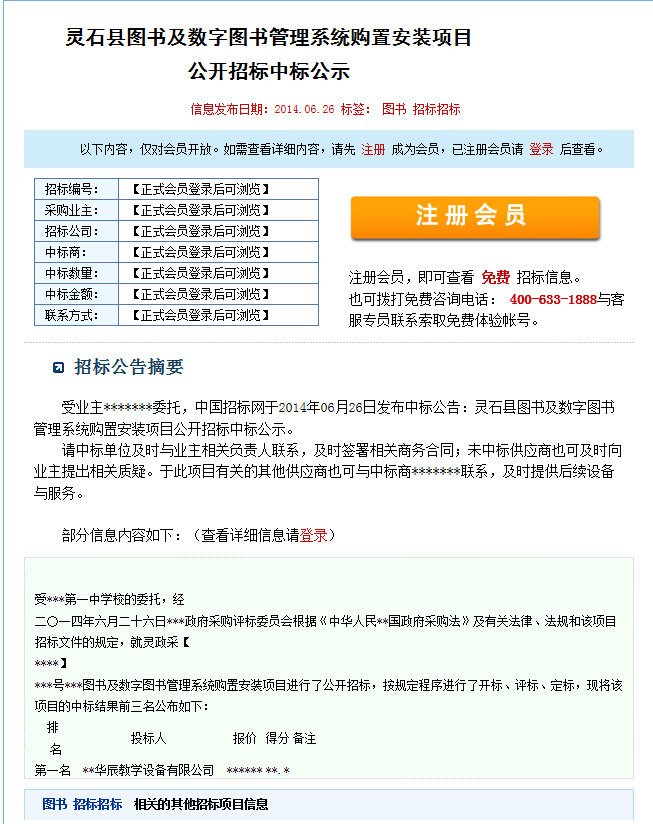 灵石县图书及数字图书管理系统购置安装项目
公开招标中标公示
信息发布日期：2014.06.26 标签： 图书 招标招标
以下内容，仅对会员开放。如需查看详细内容，请先 注册 成为会员，已注册会员请 登录 后查看。
招标编号： 【正式会员登录后可浏览】
采购业主： 【正式会员登录后可浏览】
招标公司： 【正式会员登录后可浏览】
中标商： 【正式会员登录后可浏览】
中标数量： 【正式会员登录后可浏览】
中标金额： 【正式会员登录后可浏览】
联系方式： 【正式会员登录后可浏览】
注册会员
注册会员，即可查看 免费 招标信息。
也可拨打免费咨询电话： 400-633-1888与客
服专员联系索取免费体验帐号。
招标公告摘要
受业主*******委托，中国招标网于2014年06月26日发布中标公告：灵石县图书及数字图书
管理系统购置安装项目公开招标中标公示。
请中标单位及时与业主相关负责人联系，及时签署相关商务合同；未中标供应商也可及时向
业主提出相关质疑。于此项目有关的其他供应商也可与中标商*******联系，及时提供后续设备
与服务。
部分信息内容如下：（查看详细信息请登录）
受***第一中学校的委托，经
二〇一四年六月二十六日***政府采购评标委员会根据《中华人民**国政府采购法》及有关法律、法规和该项目
招标文件的规定，就灵政采【
****】
***号***图书及数字图书管理系统购置安装项目进行了公开招标，按规定程序进行了开标、评标、定标，现将该
项目的中标结果前三名公布如下：
排
名 投标人 报价 得分 备注
第一名 **华辰教学设备有限公司 ****** **.*
图书 招标招标 相关的其他招标项目信息